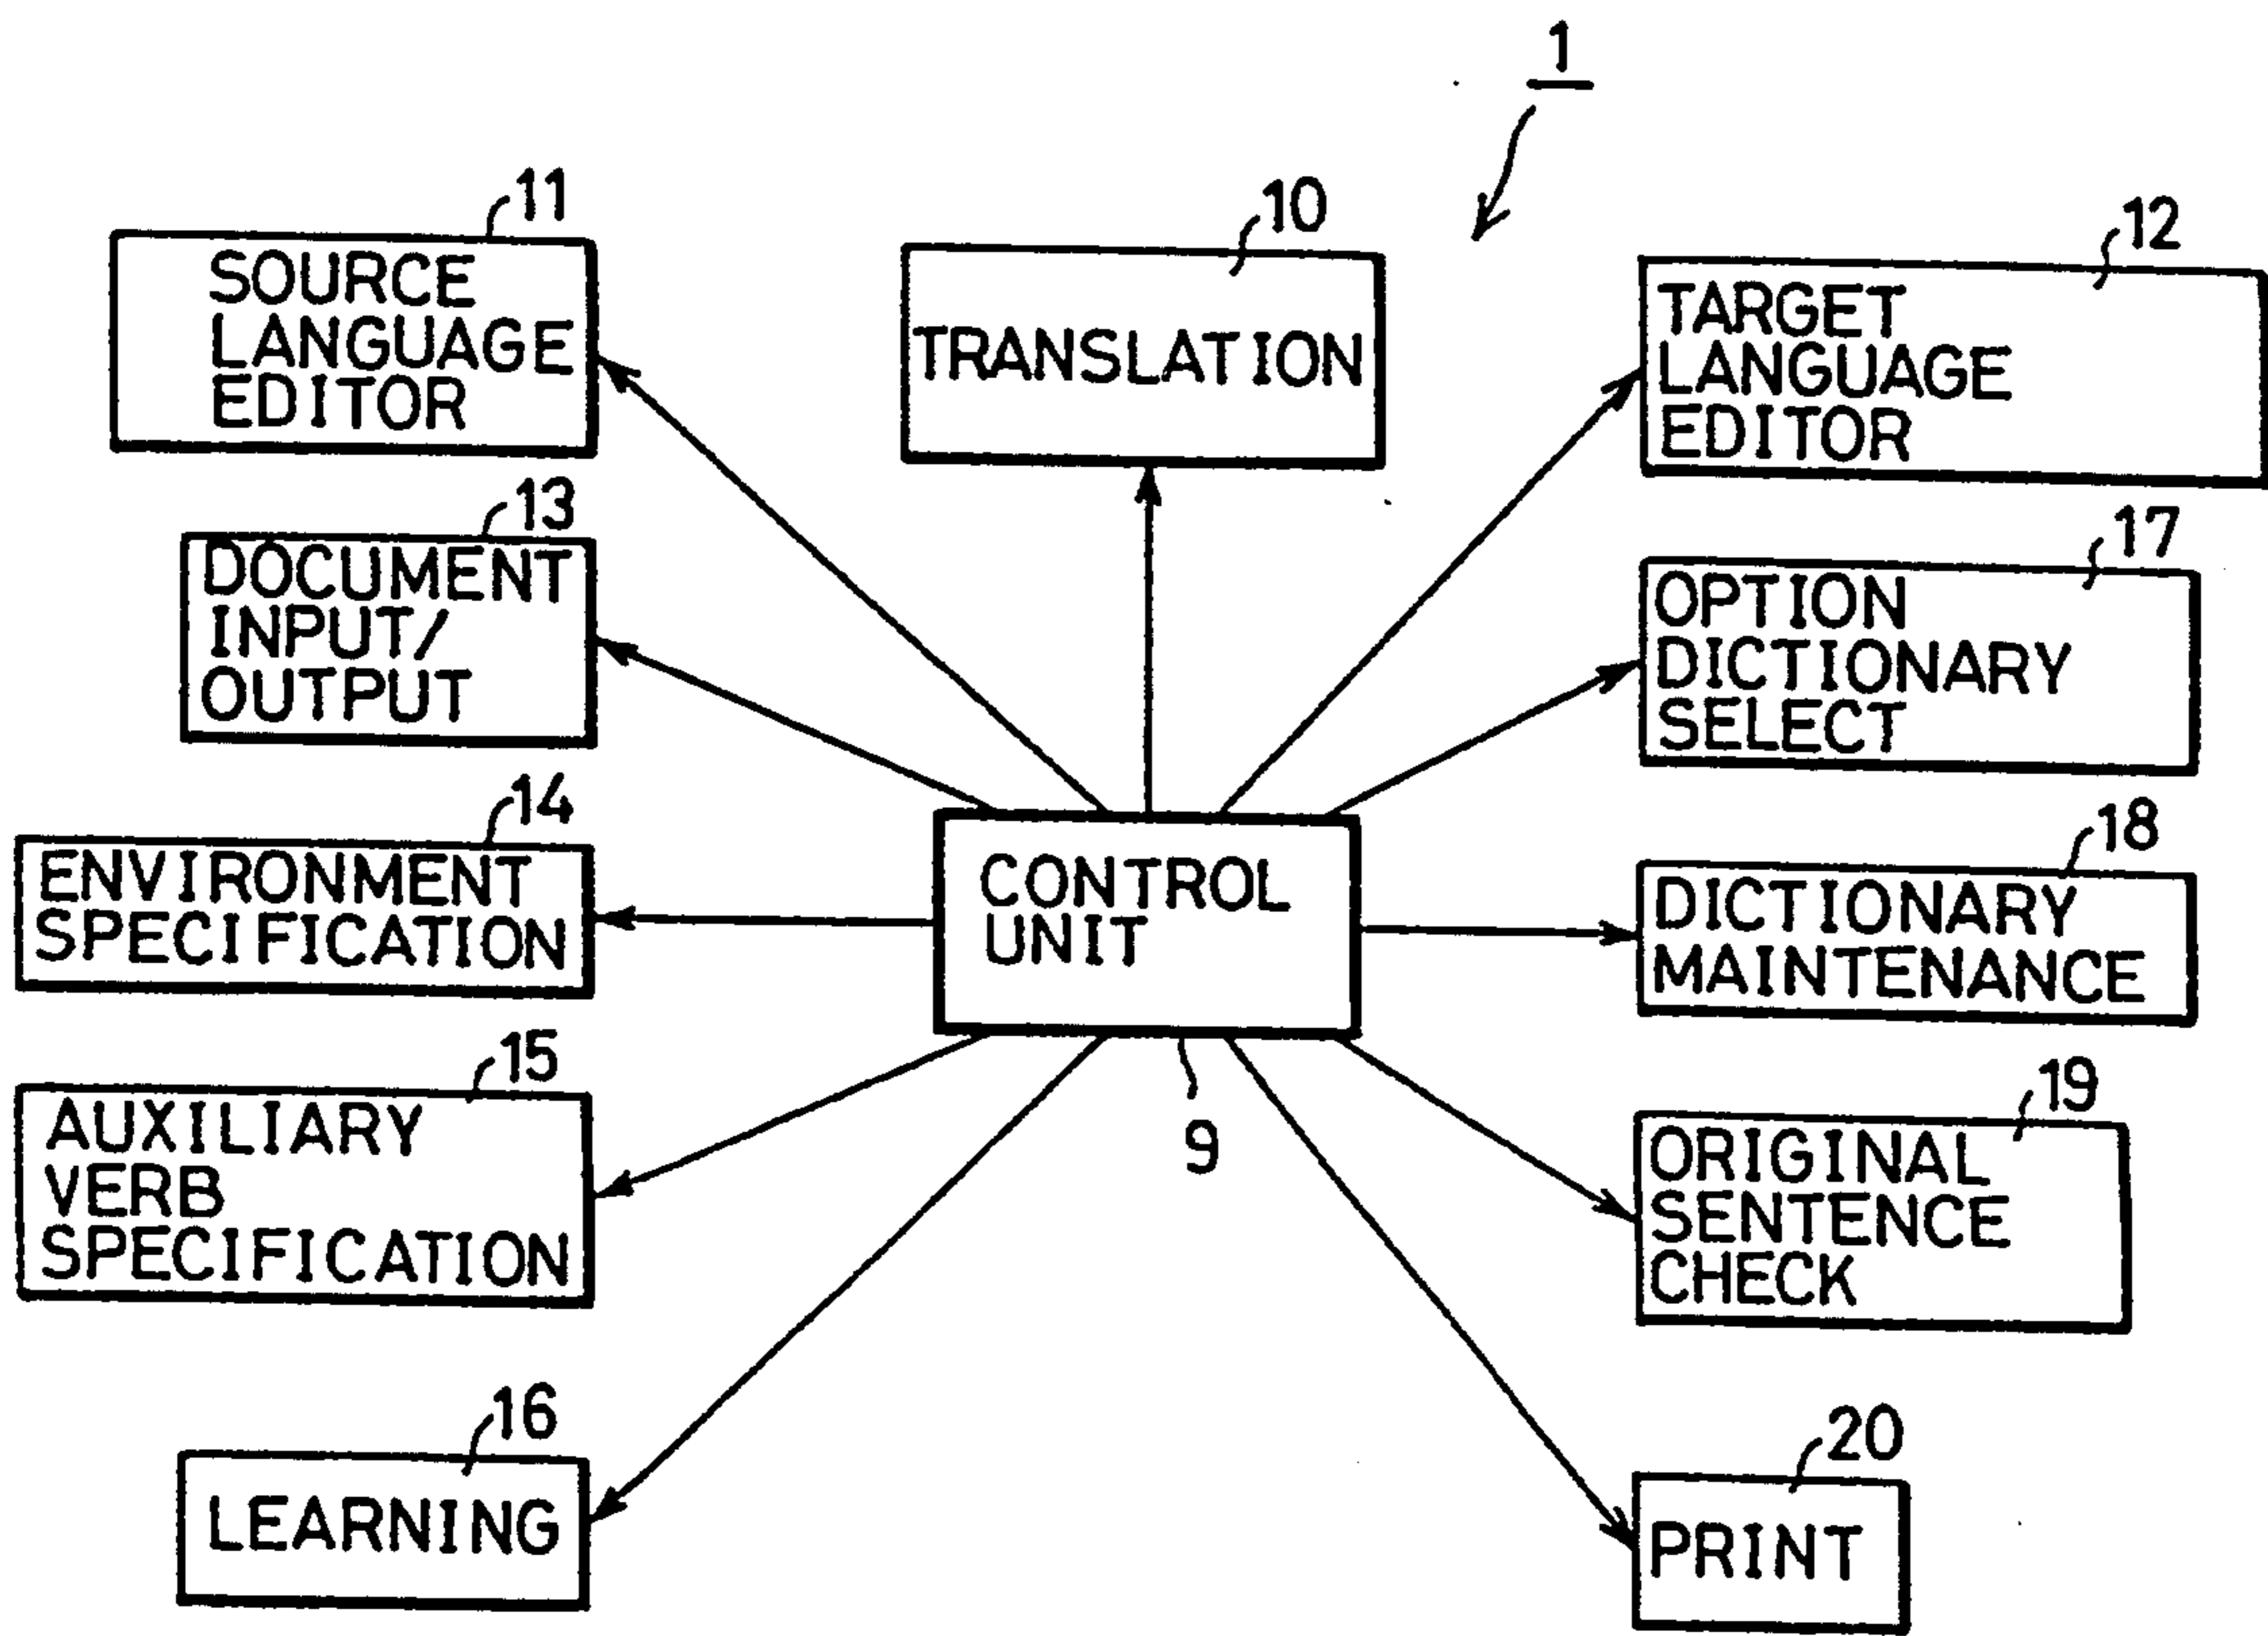 1
11
SOURCE
LANGUAGE
EDITOR
10
TRANSLATION
12
TARGET
LANGUAGE
EDITOR
13
DOCUMENT
INPUT/
OUTPUT
17
OPTION
DICTIONARY
SELECT
14
ENVIRONMENT
SPECIFICATION
CONTROL
UNIT
9
18
DICTIONARY
MAINTENANCE
15
AUXILIARY
VERB
SPECIFICATION
19
ORIGINAL
SENTENCE
CHECK
16
LEARNING
20
PRINT